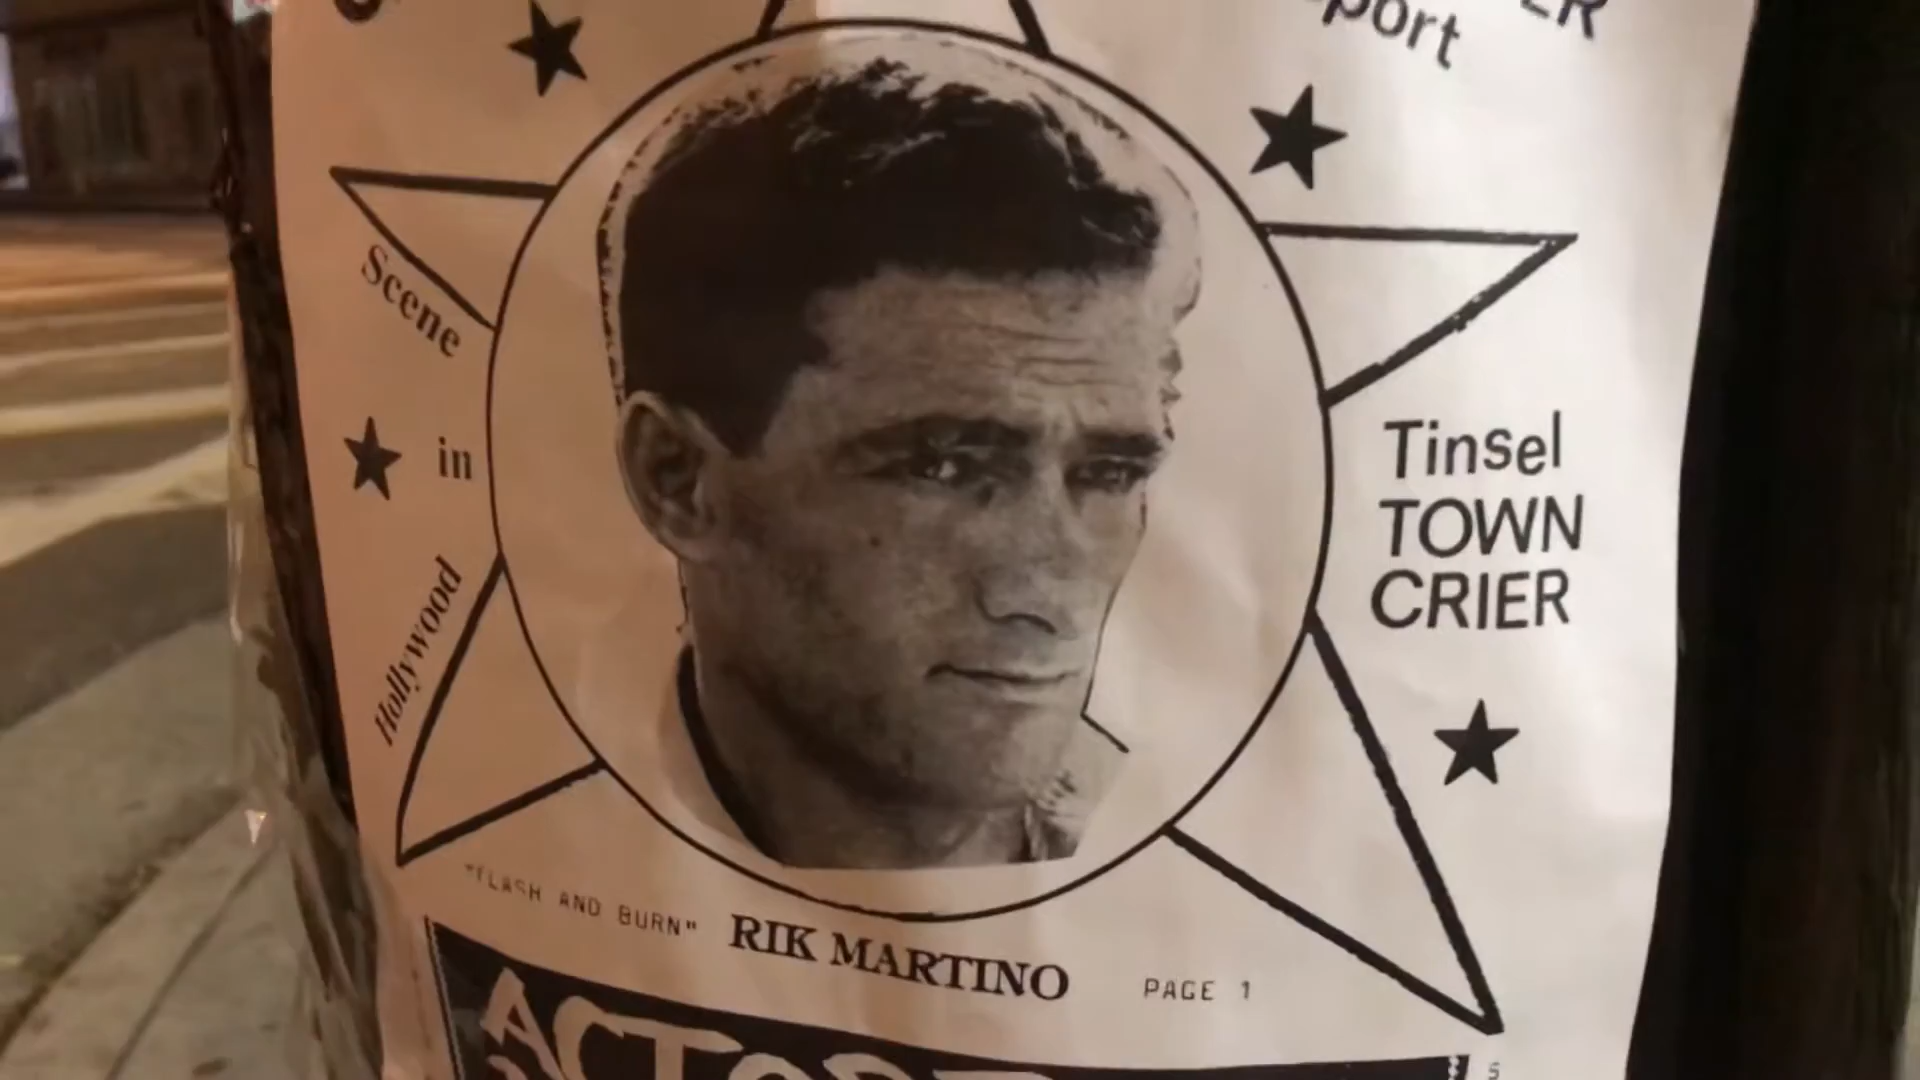 port
Scene
in
Hollywood
Tinsel
TOWN
CRIER
"FLASH AND BURN" RIK MARTINO PAGE 1